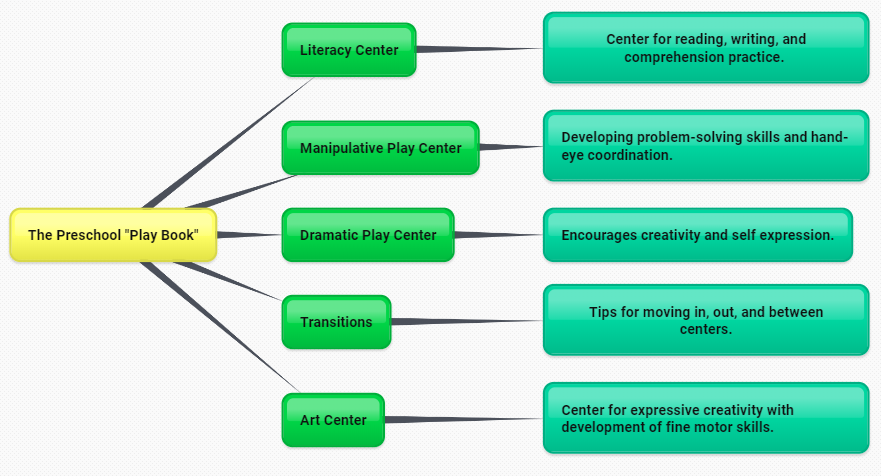 The Preschool "Play Book"
Literacy Center
Center for reading, writing, and
comprehension practice.
Manipulative Play Center
Developing problem-solving skills and hand-
eye coordination.
Dramatic Play Center
Encourages creativity and self expression.
Transitions
Tips for moving in, out, and between
centers.
Art Center
Center for expressive creativity with
development of fine motor skills.